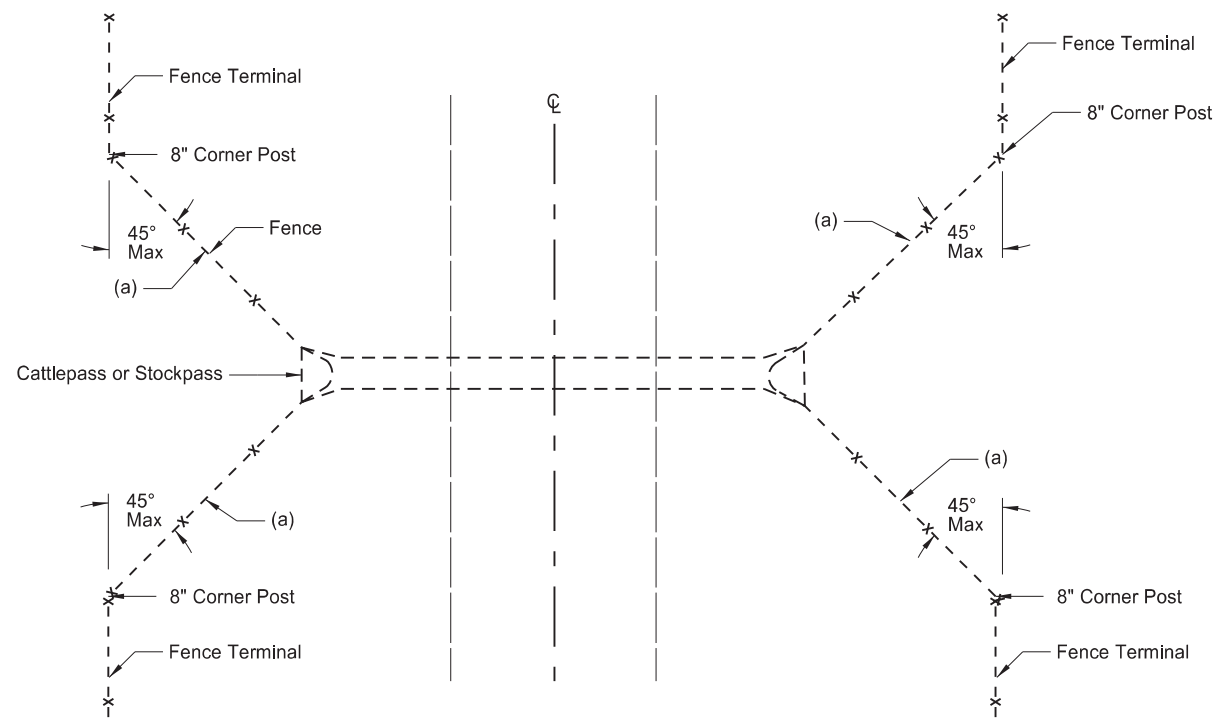 Fence Terminal
Fence Terminal
℄
8" Corner Post
8" Corner Post
(a)
45°
Max
Fence
45°
Max
(a)
Cattlepass or Stockpass
(a)
45°
Max
45°
Max
(a)
8" Corner Post
8" Corner Post
Fence Terminal
Fence Terminal